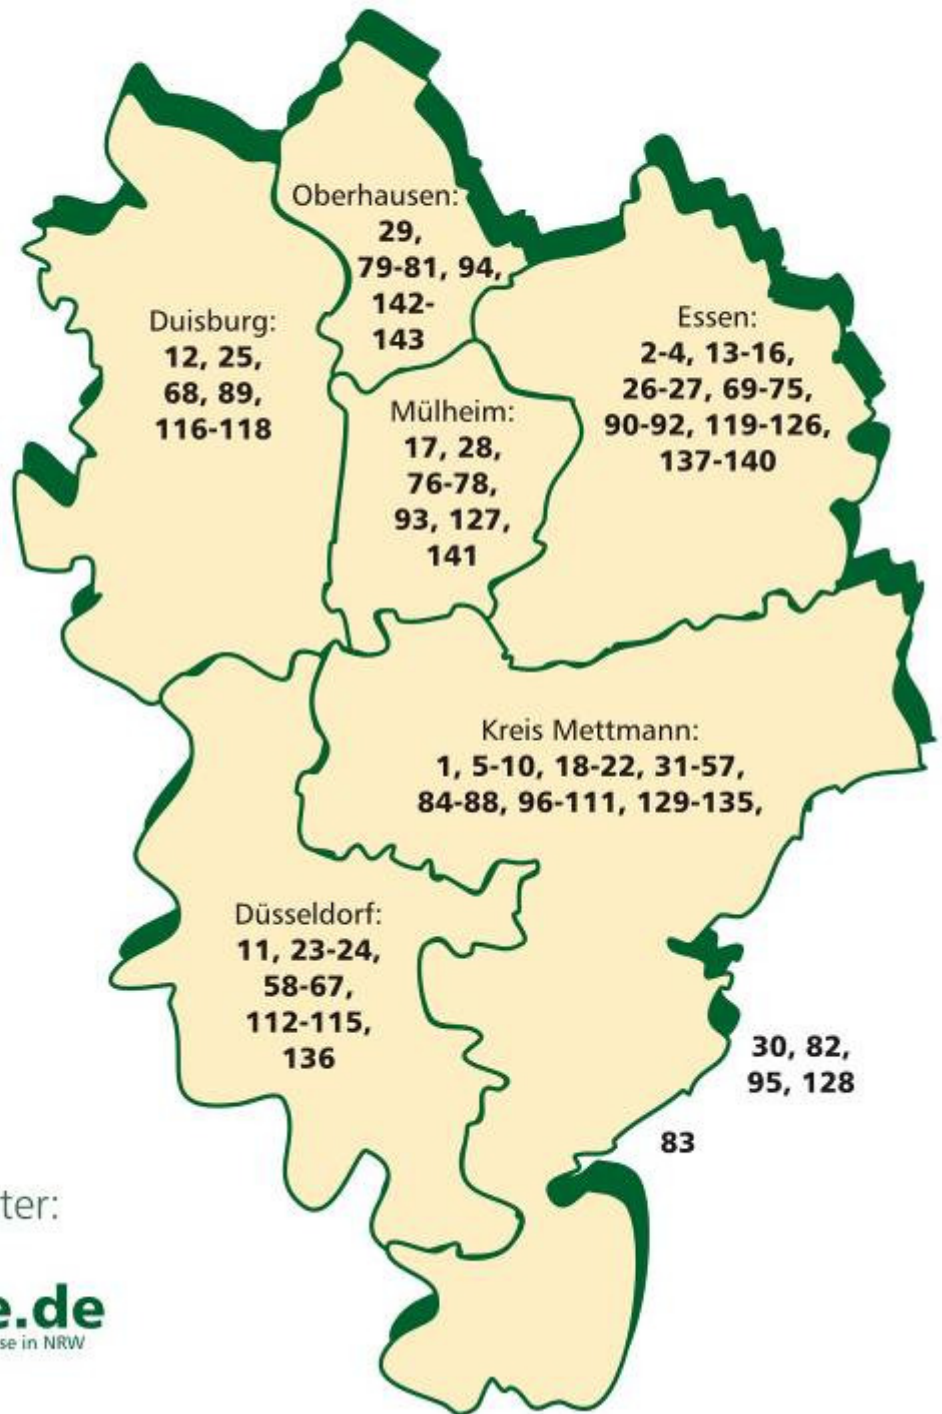 Oberhausen:
29,
79-81, 94,
142-
143
Duisburg:
12, 25,
68, 89,
116-118
Essen:
2-4, 13-16,
26-27, 69-75,
90-92, 119-126,
137-140
Mülheim:
17, 28,
76-78,
93, 127,
141
Kreis Mettmann:
1, 5-10, 18-22, 31-57,
84-88, 96-111, 129-135,
Düsseldorf:
11, 23-24,
58-67,
112-115,
136
30, 82,
95, 128
83
ter:
e.de
se in NRW